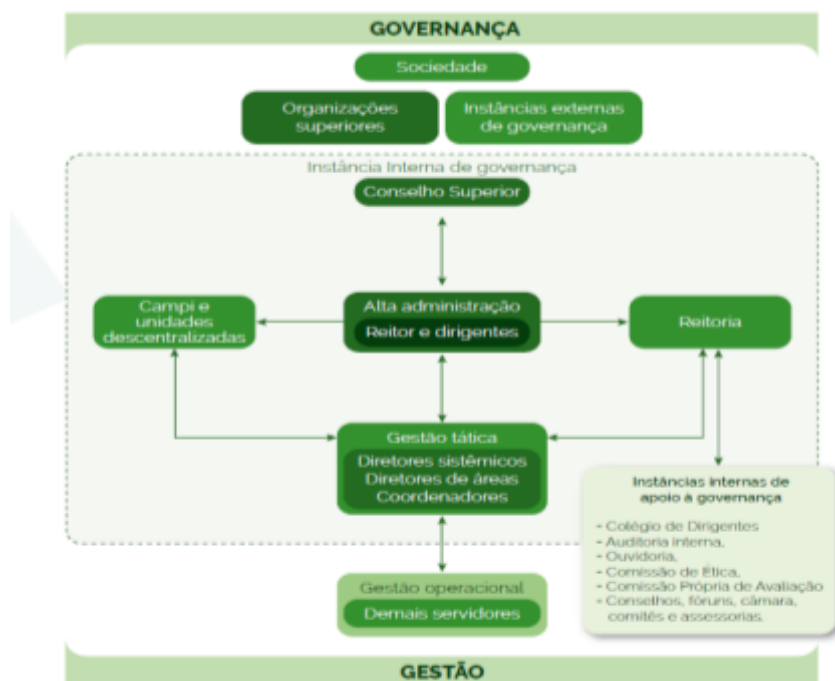 GOVERNANÇA
Sociedade
Organizações
superiores
Instâncias externas
de governança
Instância Interna de governança
Conselho Superior
Campi e
unidades
descentralizadas
Alta administração
Reitor e dirigentes
Reitoria
Gestão tática
Diretores sistêmicos
Diretores de áreas
Coordenadores
Instâncias internas de
apoio à governança
- Colégio de Dirigentes
- Auditoria interna,
- Ouvidoria,
- Comissão de Ética,
- Comissão Própria de Avaliação
- Conselhos, fóruns, câmara,
comitês e assessorias.
Gestão operacional
Demais servidores
GESTÃO